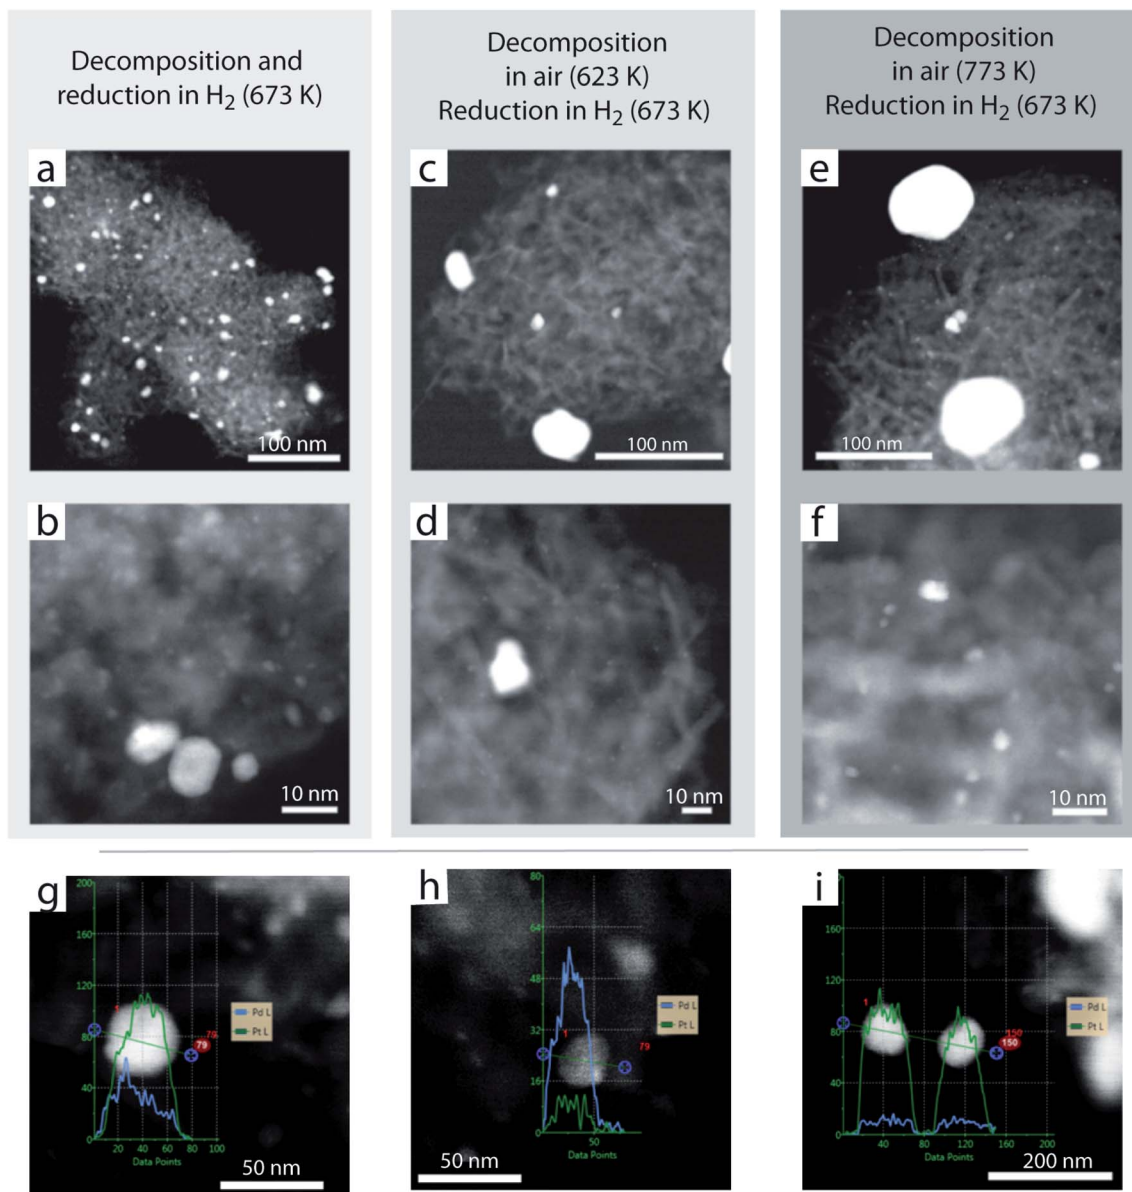 Decomposition and
reduction in H2 (673 K)
Decomposition
in air (623 K)
Reduction in H2 (673 K)
Decomposition
in air (773 K)
Reduction in H2 (673 K)
a
100 nm
c
100 nm
e
100 nm
b
10 nm
d
10 nm
f
10 nm
g
200
160
120
80
40
0
20
40
60
80
100
Data Points
1
79
79
Pd L
Pt L
50 nm
h
80
64
48
32
16
0
50
Data Points
1
79
Pd L
Pt L
50 nm
i
160
120
80
40
0
40
80
120
160
200
Data Points
1
150
150
Pd L
Pt L
200 nm